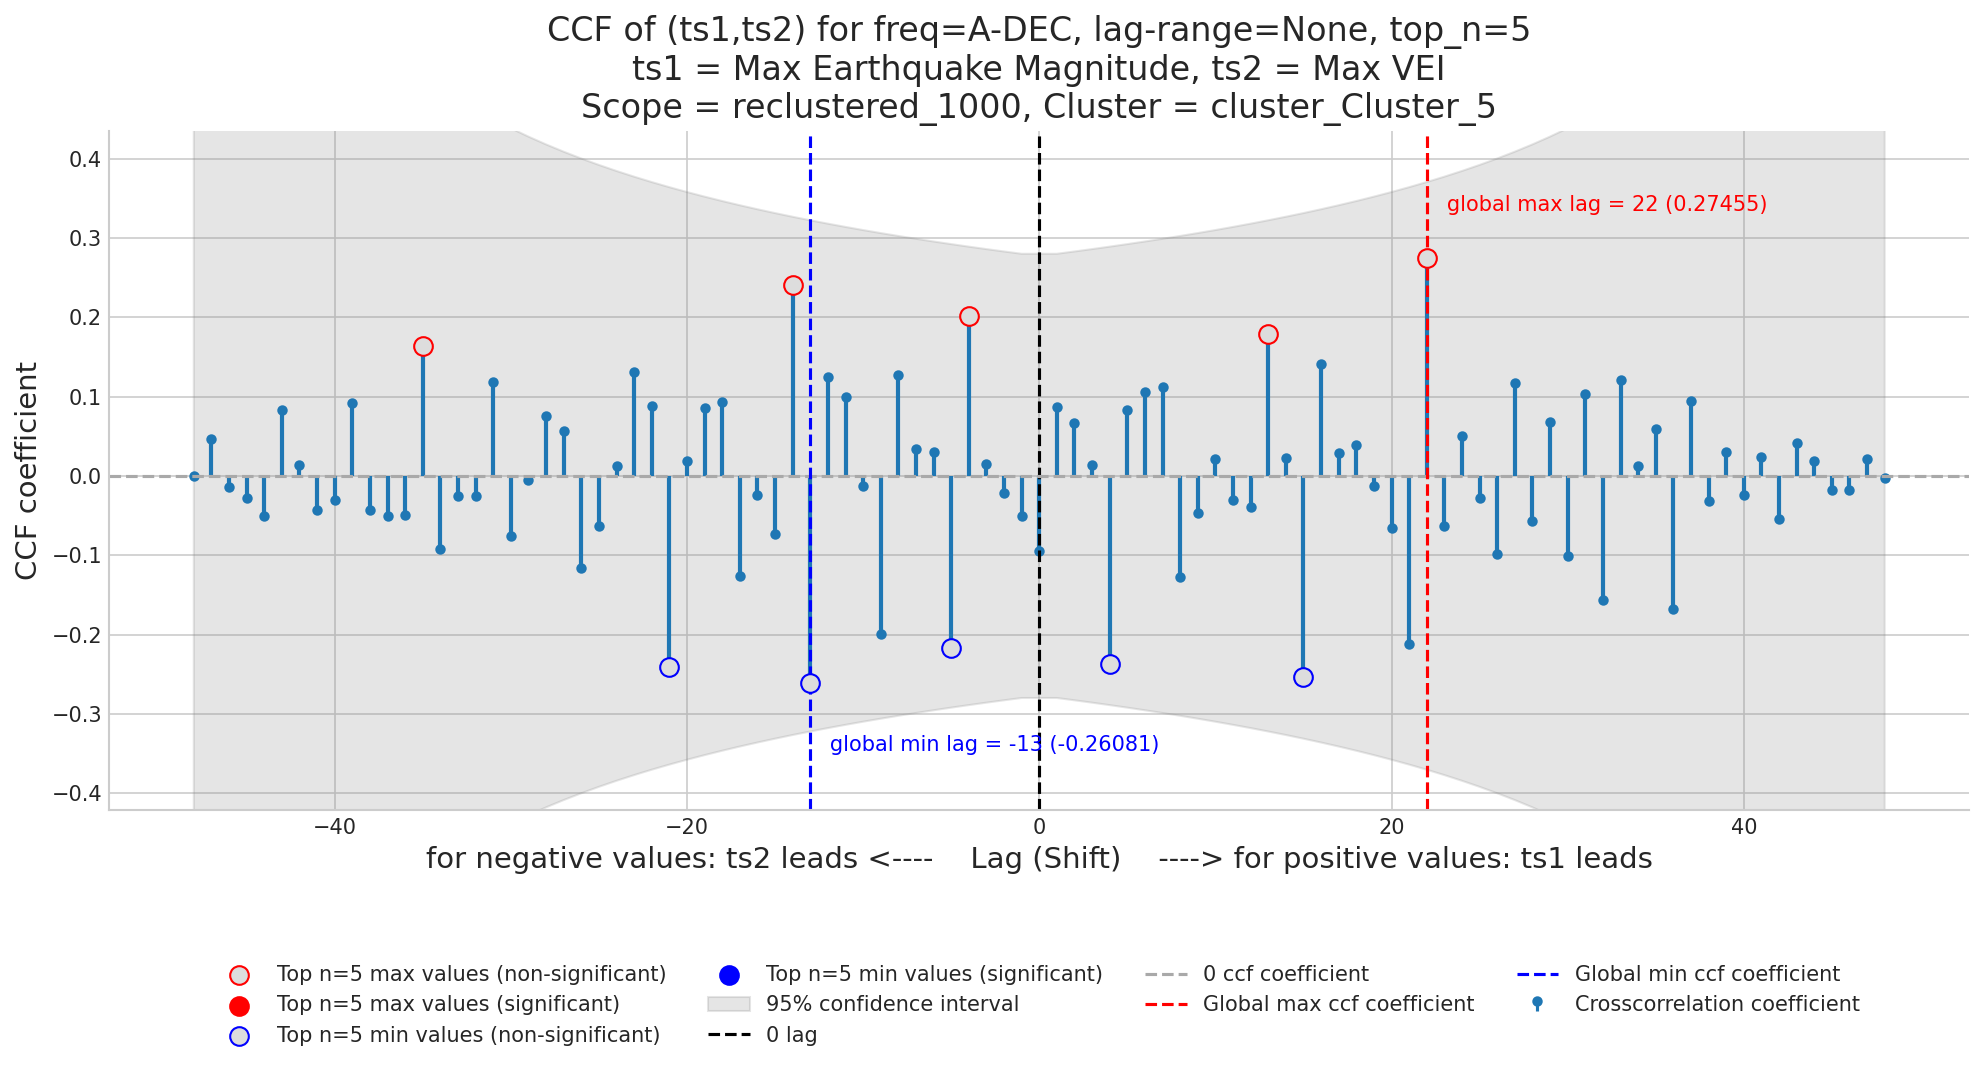 CCF of (ts1,ts2) for freq=A-DEC, lag-range=None, top_n=5
ts1 = Max Earthquake Magnitude, ts2 = Max VEI
Scope = reclustered_1000, Cluster = cluster_Cluster_5
CCF coefficient
0.4
0.3
0.2
0.1
0.0
−0.1
−0.2
−0.3
−0.4
global max lag = 22 (0.27455)
global min lag = -13 (-0.26081)
−40
−20
0
20
40
for negative values: ts2 leads <---- Lag (Shift) ----> for positive values: ts1 leads
Top n=5 max values (non-significant)
Top n=5 max values (significant)
Top n=5 min values (non-significant)
Top n=5 min values (significant)
95% confidence interval
0 lag
0 ccf coefficient
Global max ccf coefficient
Global min ccf coefficient
Crosscorrelation coefficient